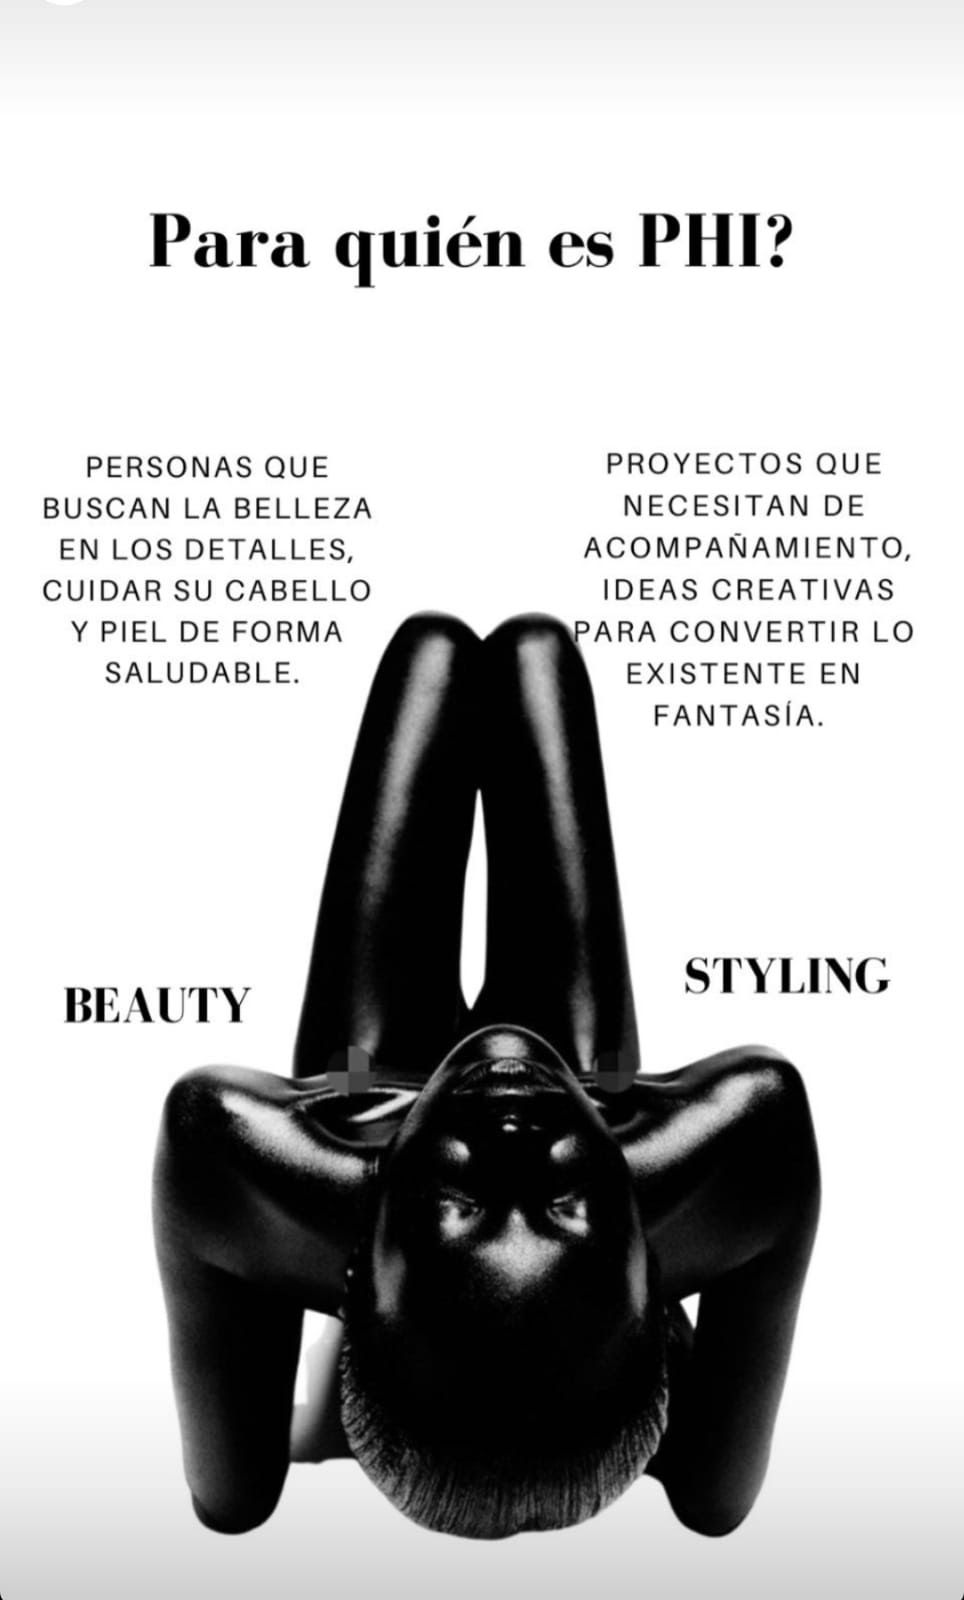 Para quién es PHI?
PERSONAS QUE
BUSCAN LA BELLEZA
EN LOS DETALLES,
CUIDAR SU CABELLO
Y PIEL DE FORMA
SALUDABLE.
PROYECTOS QUE
NECESITAN DE
ACOMPAÑAMIENTO,
IDEAS CREATIVAS
PARA CONVERTIR LO
EXISTENTE EN
FANTASÍA.
BEAUTY
STYLING